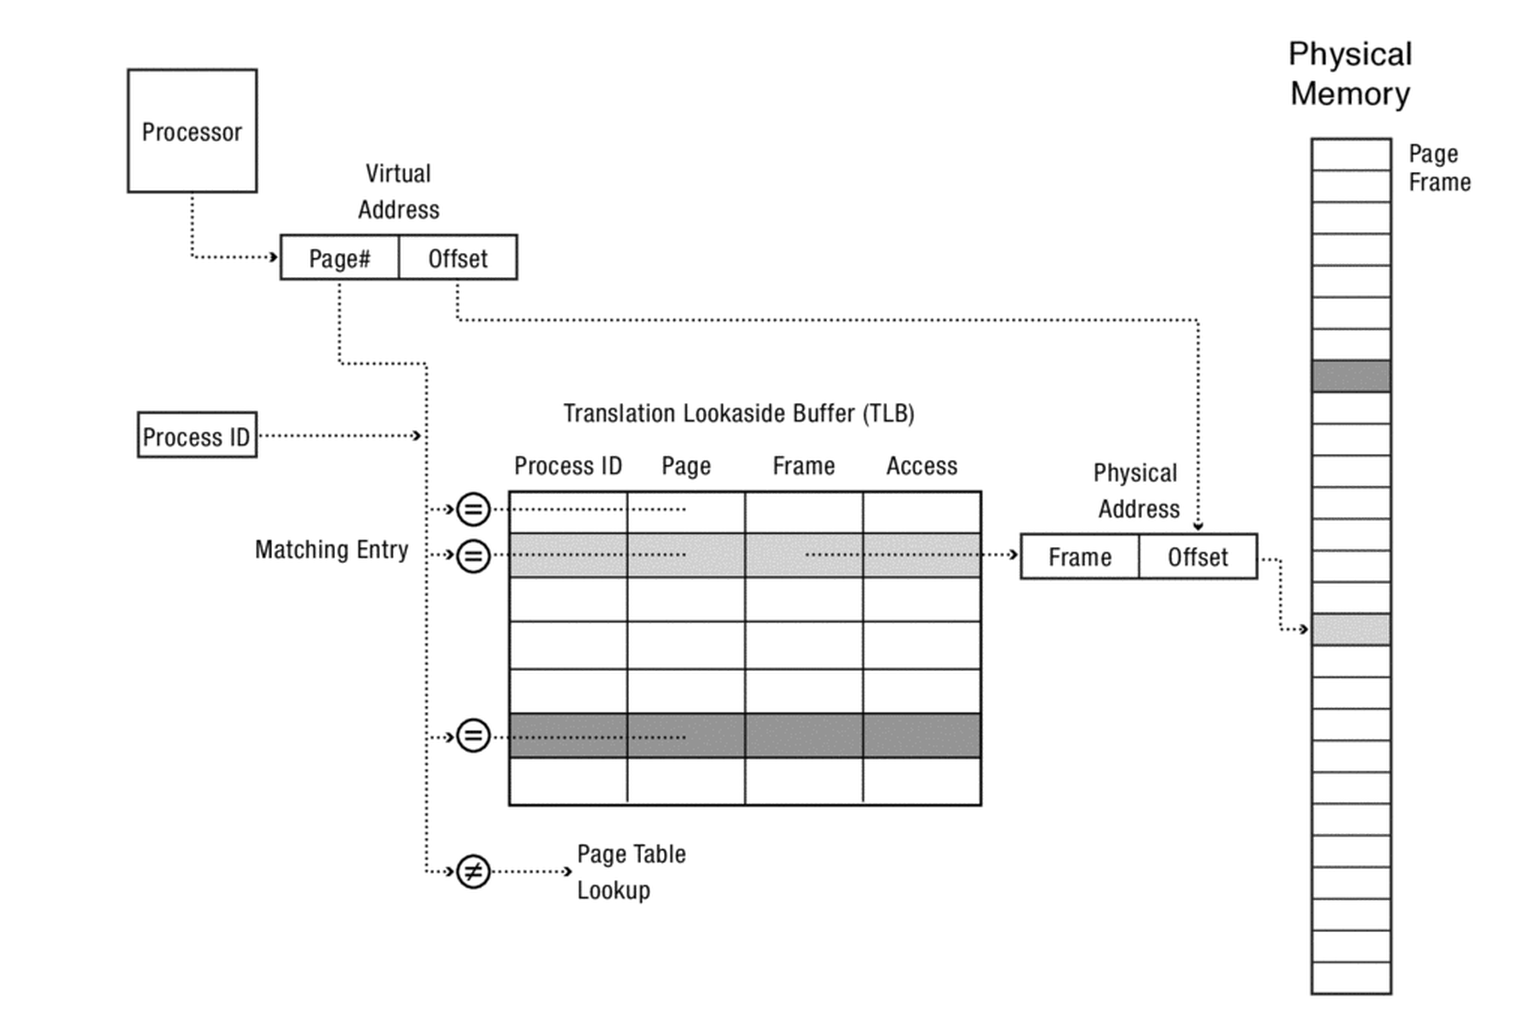 Physical
Memory
Processor
Page
Frame
Virtual
Address
Page#
Offset
Translation Lookaside Buffer (TLB)
Process ID
Process ID
Page
Frame
Access
Physical
Address
=
Matching Entry
=
Frame
Offset
=
≠
Page Table
Lookup